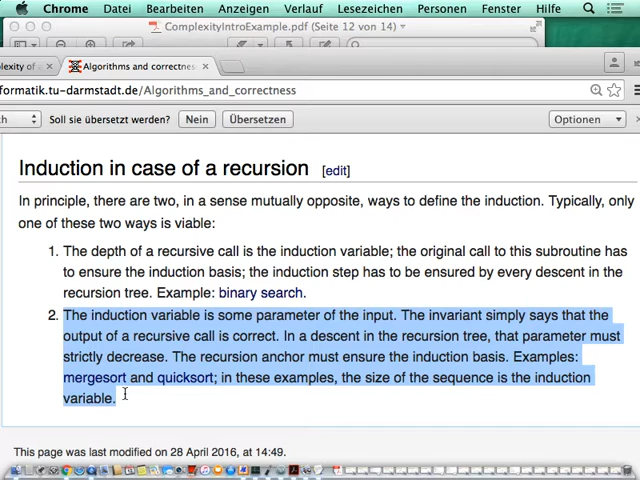 Chrome Datei Bearbeiten Anzeigen Verlauf Lesezeichen Personen Fenster Hilfe
ComplexityIntroExample.pdf (Seite 12 von 14)
plexity of a × Algorithms and correctnes ×
formatik.tu-darmstadt.de/Algorithms_and_correctness
ch Soll sie übersetzt werden? Nein Übersetzen Optionen ×
Induction in case of a recursion [edit]
In principle, there are two, in a sense mutually opposite, ways to define the induction. Typically, only
one of these two ways is viable:
1. The depth of a recursive call is the induction variable; the original call to this subroutine has
to ensure the induction basis; the induction step has to be ensured by every descent in the
recursion tree. Example: binary search.
2. The induction variable is some parameter of the input. The invariant simply says that the
output of a recursive call is correct. In a descent in the recursion tree, that parameter must
strictly decrease. The recursion anchor must ensure the induction basis. Examples:
mergesort and quicksort; in these examples, the size of the sequence is the induction
variable.
This page was last modified on 28 April 2016, at 14:49.